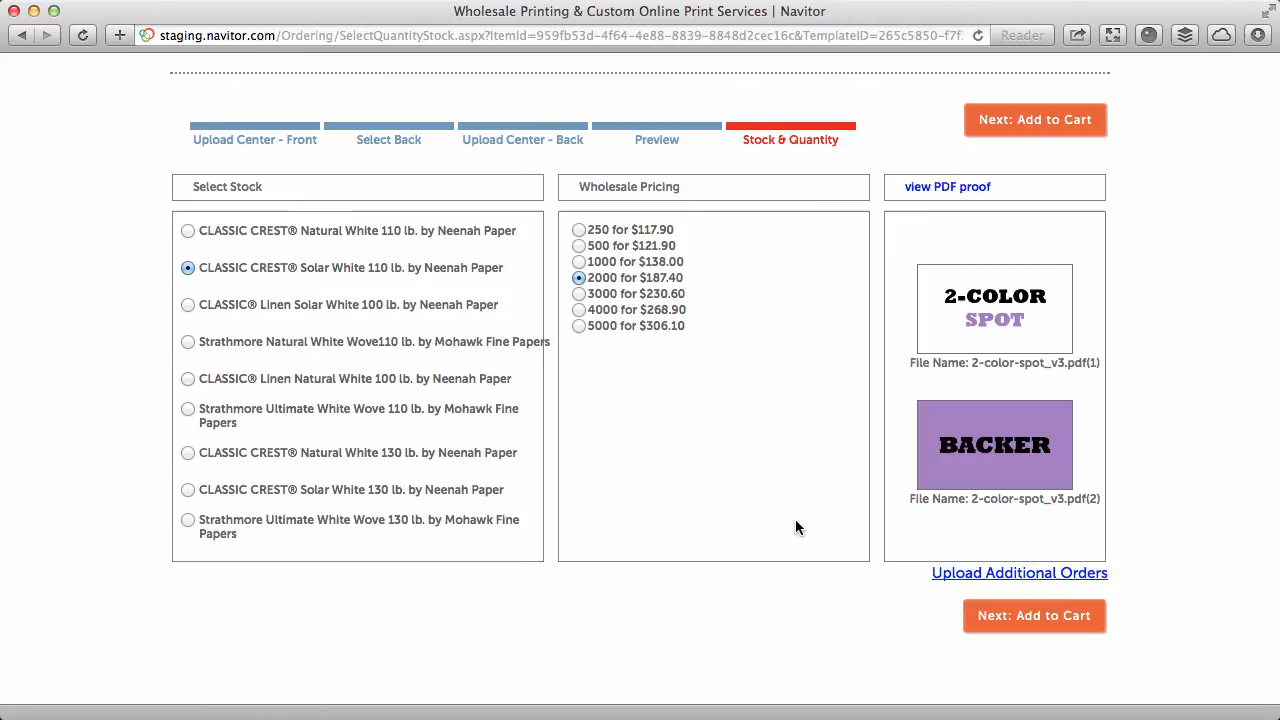 Wholesale Printing & Custom Online Print Services | Navitor
staging.navitor.com/Ordering/SelectQuantityStock.aspx?ItemId=959fb53d-4f64-4e88-8839-8848d2cec16c&TemplateID=265c5850-f7f
Reader
Next: Add to Cart
Upload Center - Front
Select Back
Upload Center - Back
Preview
Stock & Quantity
Select Stock
Wholesale Pricing
view PDF proof
CLASSIC CREST® Natural White 110 lb. by Neenah Paper
CLASSIC CREST® Solar White 110 lb. by Neenah Paper
CLASSIC® Linen Solar White 100 lb. by Neenah Paper
Strathmore Natural White Wove110 lb. by Mohawk Fine Papers
CLASSIC® Linen Natural White 100 lb. by Neenah Paper
Strathmore Ultimate White Wove 110 lb. by Mohawk Fine
Papers
CLASSIC CREST® Natural White 130 lb. by Neenah Paper
CLASSIC CREST® Solar White 130 lb. by Neenah Paper
Strathmore Ultimate White Wove 130 lb. by Mohawk Fine
Papers
250 for $117.90
500 for $121.90
1000 for $138.00
2000 for $187.40
3000 for $230.60
4000 for $268.90
5000 for $306.10
2-COLOR
SPOT
File Name: 2-color-spot_v3.pdf(1)
BACKER
File Name: 2-color-spot_v3.pdf(2)
Upload Additional Orders
Next: Add to Cart